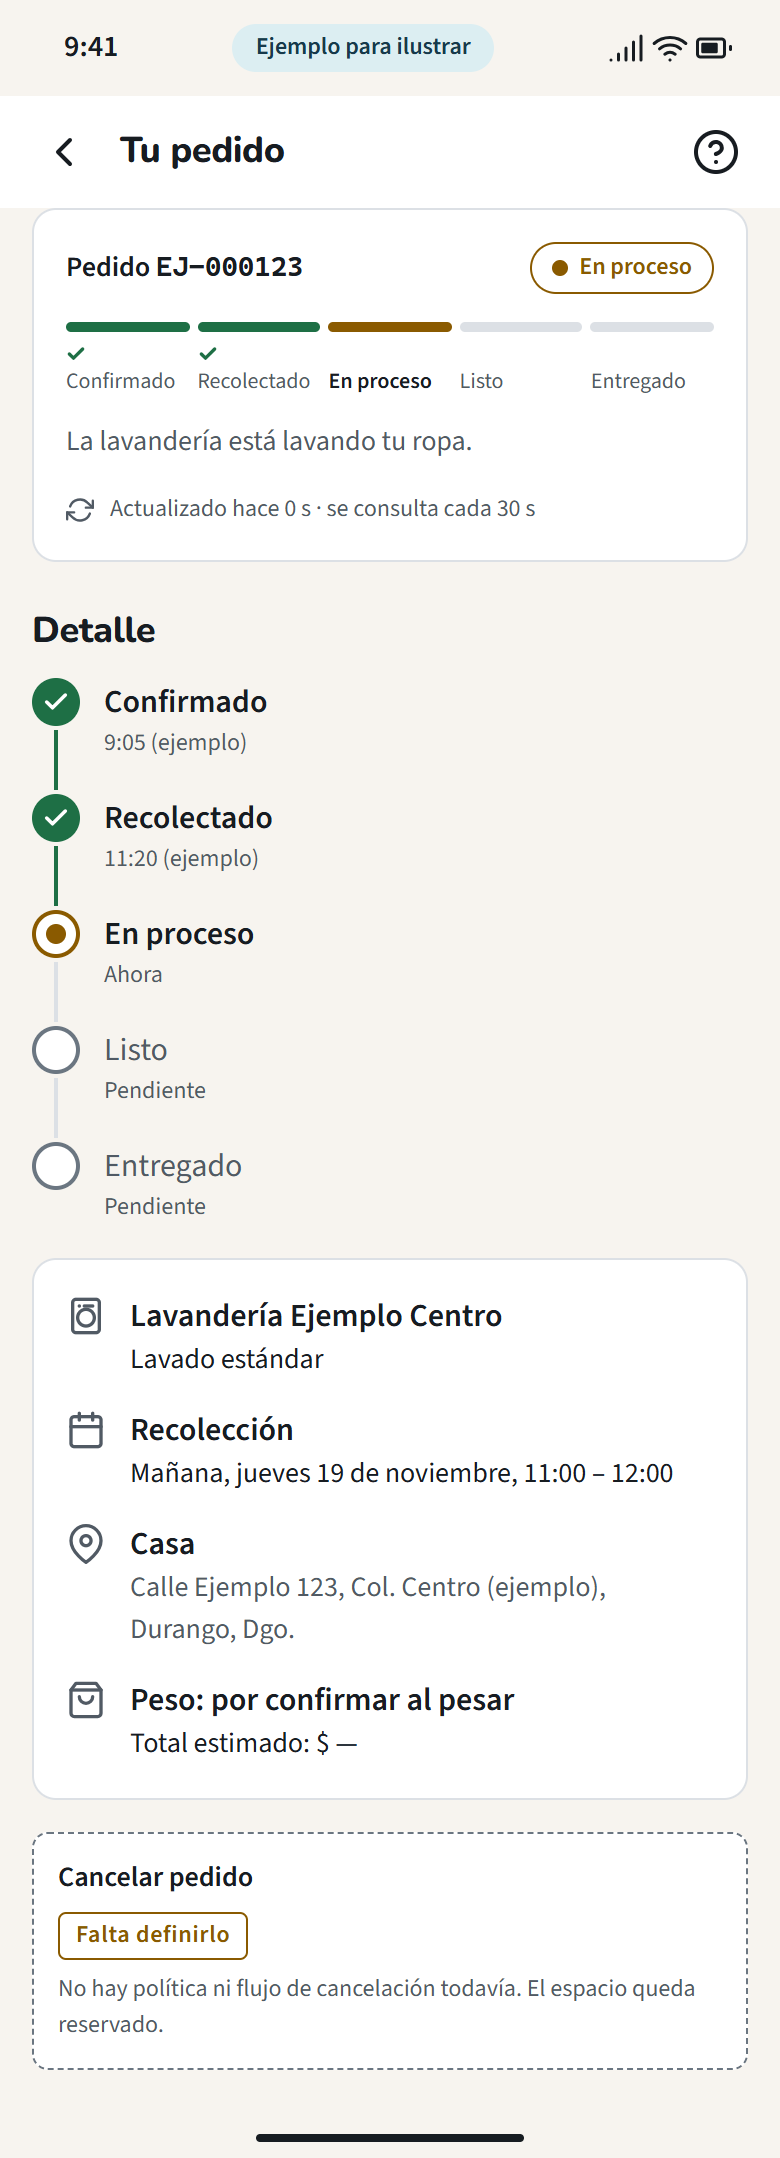 9:41
Ejemplo para ilustrar
Tu pedido
Pedido EJ-000123
En proceso
Confirmado
Recolectado
En proceso
Listo
Entregado
La lavandería está lavando tu ropa.
Actualizado hace 0 s · se consulta cada 30 s
Detalle
Confirmado
9:05 (ejemplo)
Recolectado
11:20 (ejemplo)
En proceso
Ahora
Listo
Pendiente
Entregado
Pendiente
Lavandería Ejemplo Centro
Lavado estándar
Recolección
Mañana, jueves 19 de noviembre, 11:00 – 12:00
Casa
Calle Ejemplo 123, Col. Centro (ejemplo),
Durango, Dgo.
Peso: por confirmar al pesar
Total estimado: $ —
Cancelar pedido
Falta definirlo
No hay política ni flujo de cancelación todavía. El espacio queda
reservado.